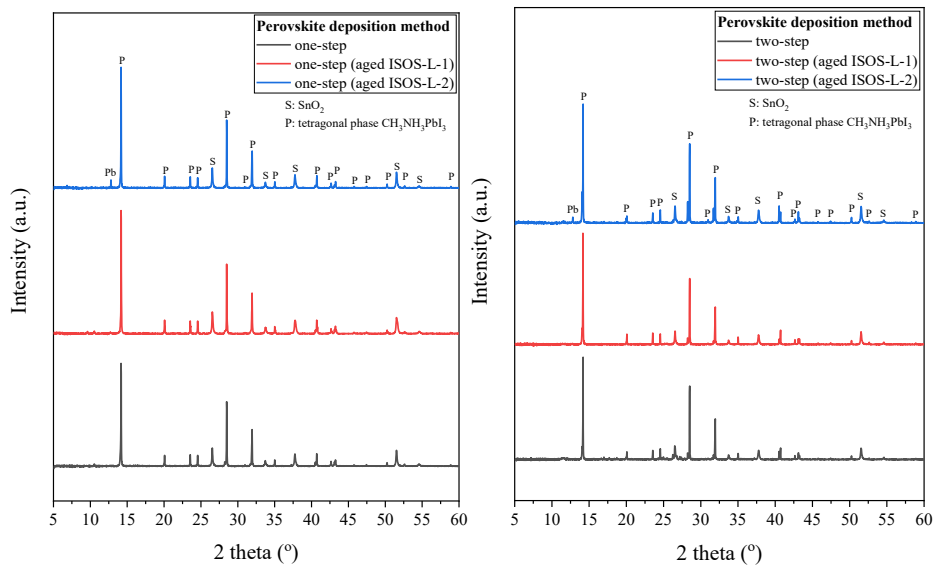 Perovskite deposition method
one-step
one-step (aged ISOS-L-1)
one-step (aged ISOS-L-2)
S: SnO₂
P: tetragonal phase CH₃NH₃PbI₃
Pb P P P P S P P P S P S P P P P P S P S P
Intensity (a.u.)
5 10 15 20 25 30 35 40 45 50 55 60
2 theta (°)
Perovskite deposition method
two-step
two-step (aged ISOS-L-1)
two-step (aged ISOS-L-2)
S: SnO₂
P: tetragonal phase CH₃NH₃PbI₃
Pb P P P P S P P P S P S P P P P P P S P S P
Intensity (a.u.)
5 10 15 20 25 30 35 40 45 50 55 60
2 theta (°)